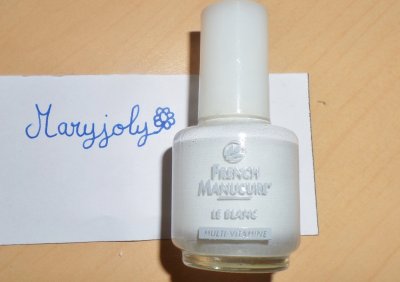 Maryjoly
FRENCH
MANUCURE
LE BLANC
MULTI-VITAMINE